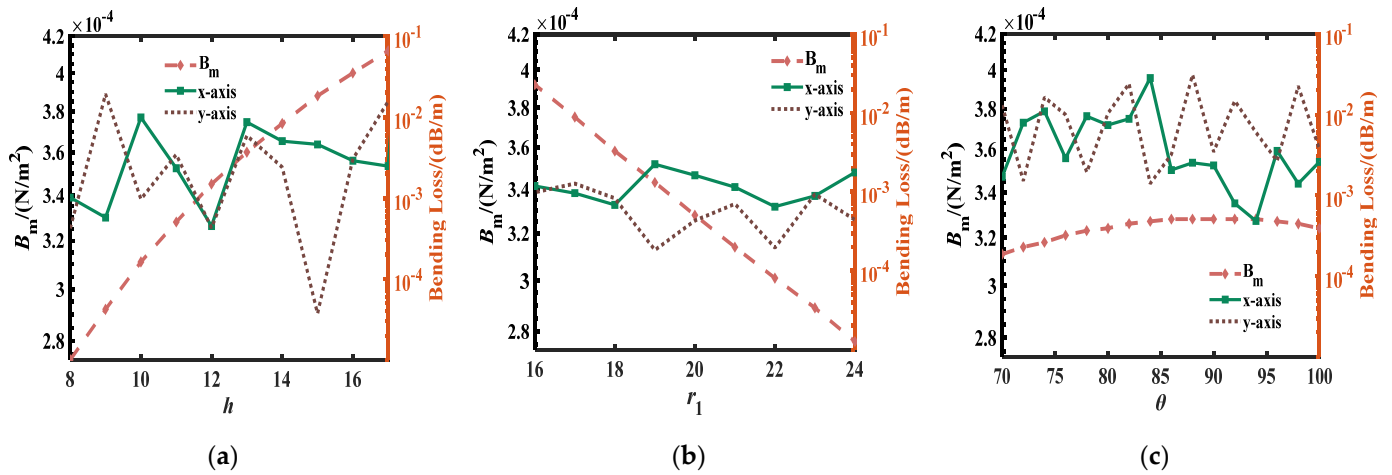 ×10⁻⁴
4.2
4
3.8
3.6
3.4
3.2
3
2.8
B_m/(N/m²)
B_m
x-axis
y-axis
10⁻¹
10⁻²
10⁻³
10⁻⁴
Bending Loss/(dB/m)
8 10 12 14 16
h
(a)
×10⁻⁴
4.2
4
3.8
3.6
3.4
3.2
3
2.8
B_m/(N/m²)
B_m
x-axis
y-axis
10⁻¹
10⁻²
10⁻³
10⁻⁴
Bending Loss/(dB/m)
16 18 20 22 24
r₁
(b)
×10⁻⁴
4.2
4
3.8
3.6
3.4
3.2
3
2.8
B_m/(N/m²)
B_m
x-axis
y-axis
10⁻¹
10⁻²
10⁻³
10⁻⁴
Bending Loss/(dB/m)
70 75 80 85 90 95 100
θ
(c)